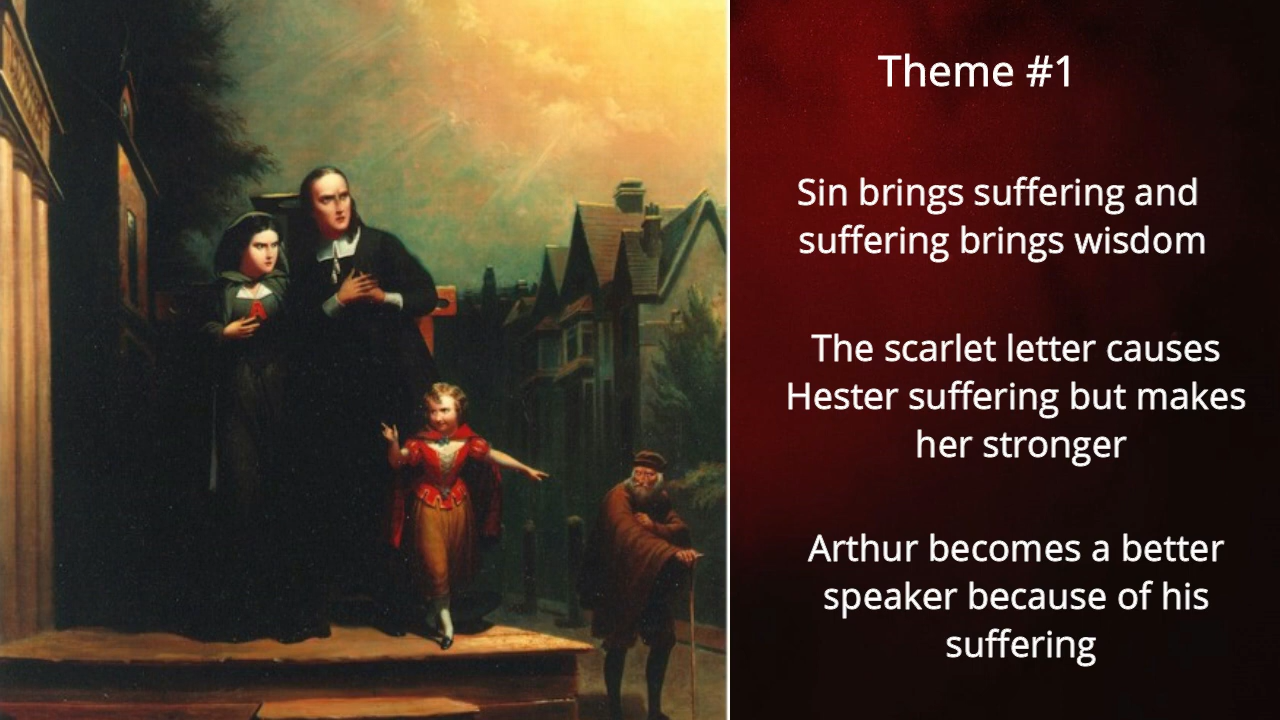 Theme #1
Sin brings suffering and
suffering brings wisdom
The scarlet letter causes
Hester suffering but makes
her stronger
Arthur becomes a better
speaker because of his
suffering
A